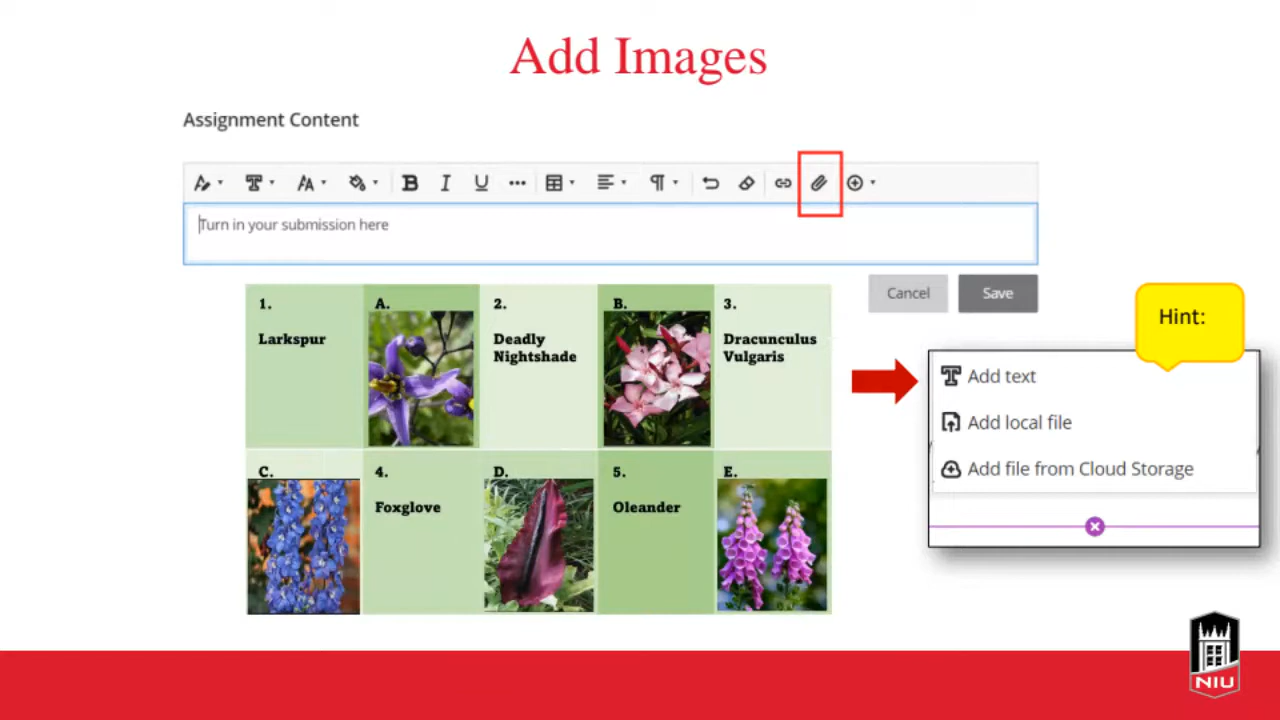 Add Images
Assignment Content
Turn in your submission here
Cancel
Save
1.
Larkspur
A.
2.
Deadly
Nightshade
B.
3.
Dracunculus
Vulgaris
C.
4.
Foxglove
D.
5.
Oleander
E.
Hint:
Add text
Add local file
Add file from Cloud Storage
NIU